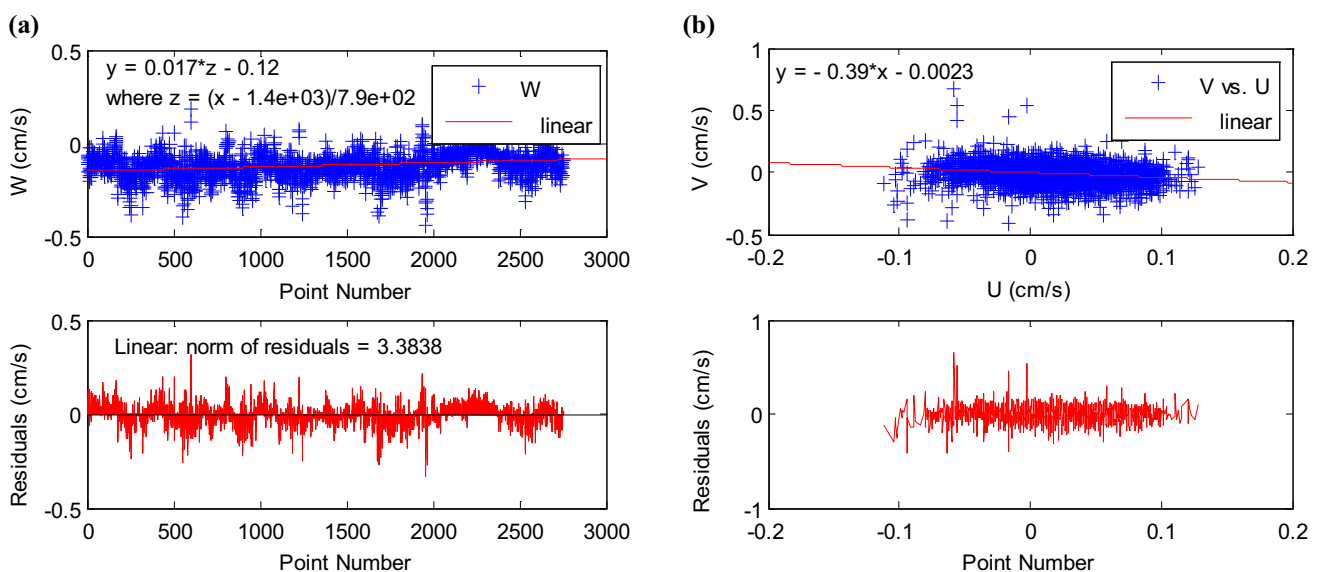 (a)
0.5
0
-0.5
W (cm/s)
y = 0.017*z - 0.12
where z = (x - 1.4e+03)/7.9e+02
W
linear
0 500 1000 1500 2000 2500 3000
Point Number
0.5
0
-0.5
Residuals (cm/s)
Linear: norm of residuals = 3.3838
0 500 1000 1500 2000 2500 3000
Point Number
(b)
1
0.5
0
-0.5
V (cm/s)
y = - 0.39*x - 0.0023
V vs. U
linear
-0.2 -0.1 0 0.1 0.2
U (cm/s)
1
0
-1
Residuals (cm/s)
-0.2 -0.1 0 0.1 0.2
Point Number